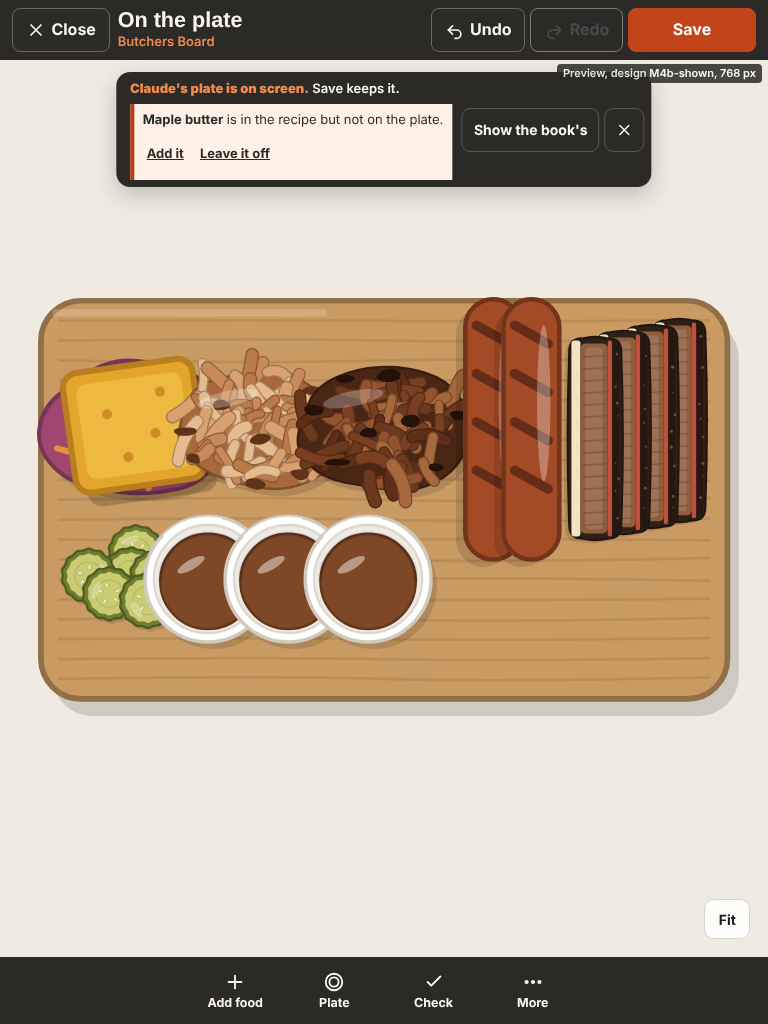 Close
On the plate
Butchers Board
Undo
Redo
Save
Preview, design M4b-shown, 768 px
Claude's plate is on screen. Save keeps it.
Maple butter is in the recipe but not on the plate.
Add it Leave it off
Show the book's
Fit
Add food
Plate
Check
More